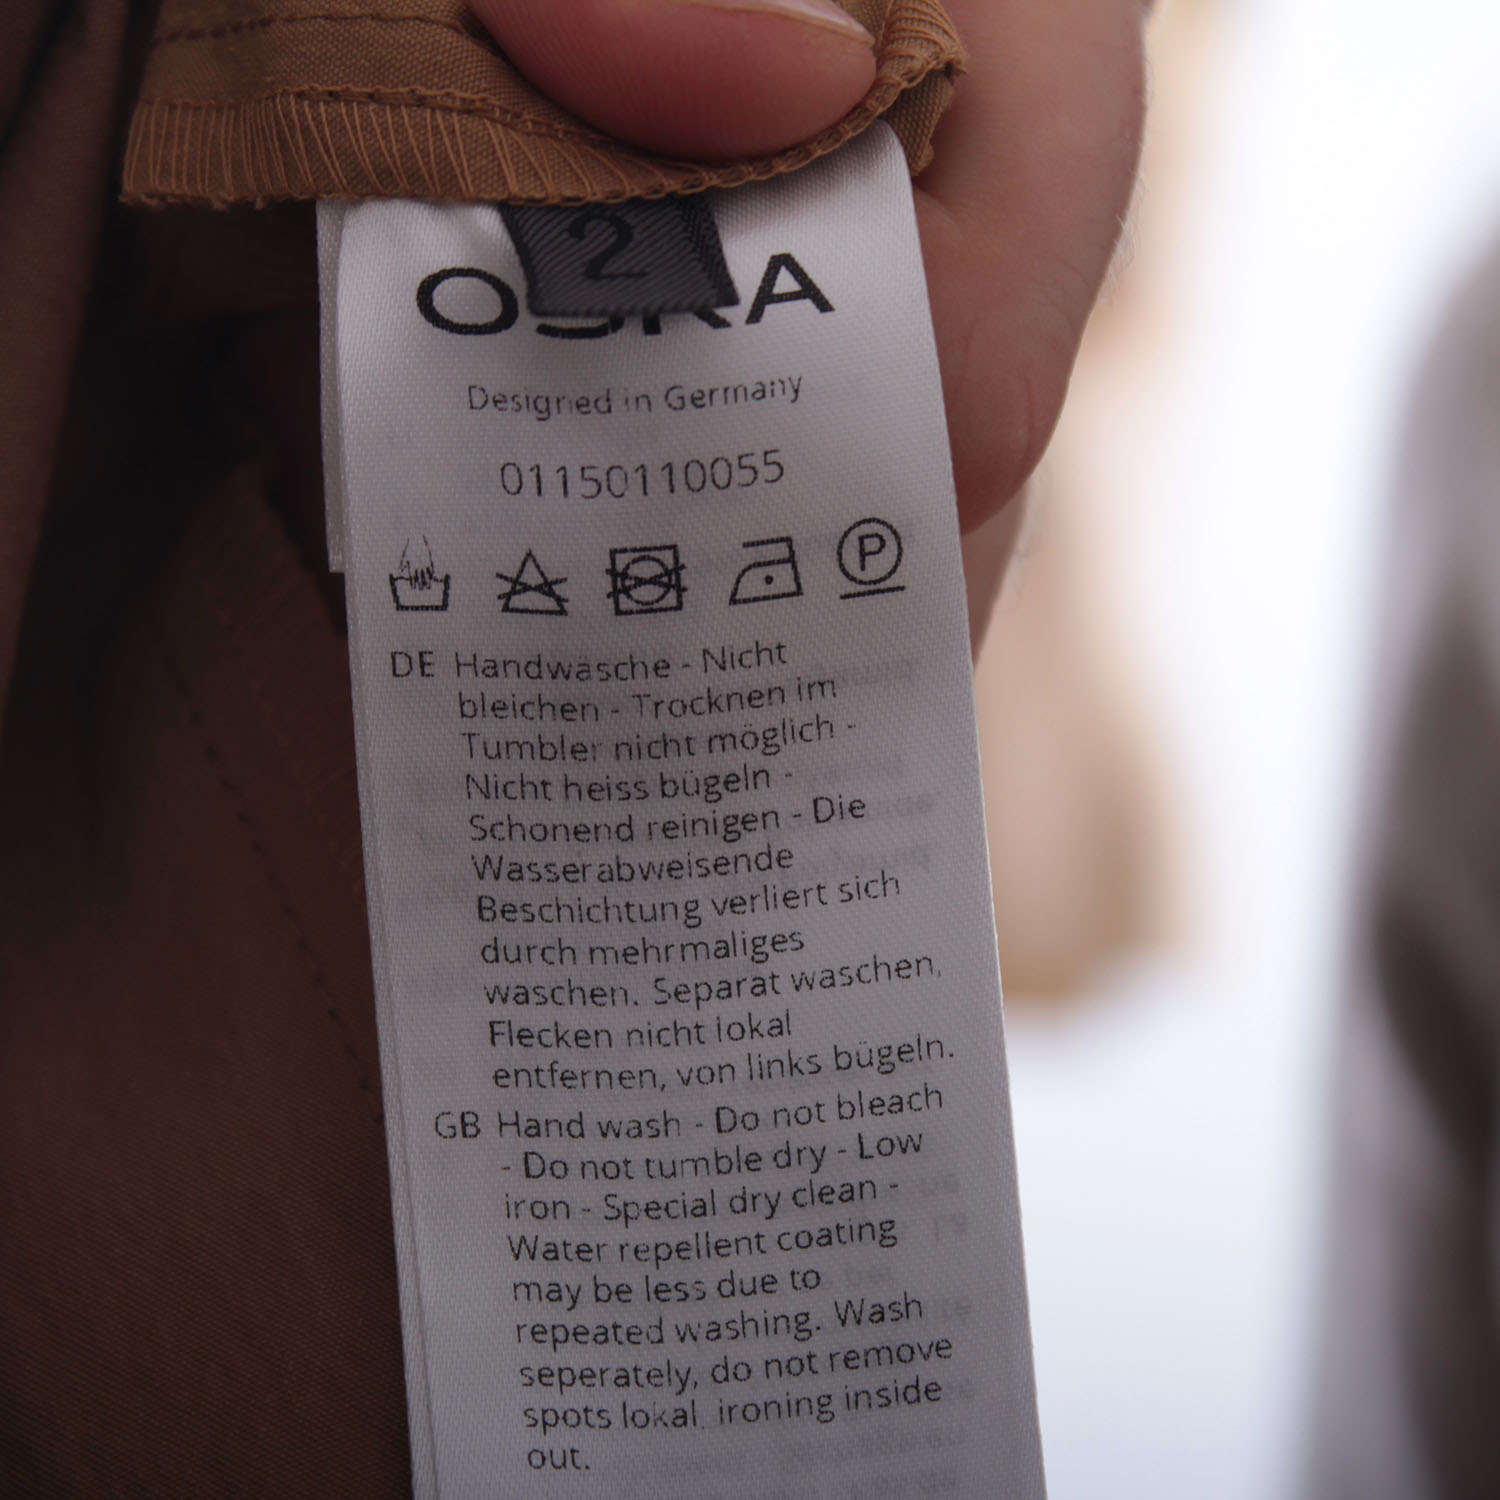 2
Designed in Germany
01150110055
P
DE Handwäsche - Nicht
bleichen - Trocknen im
Tumbler nicht möglich -
Nicht heiss bügeln -
Schonend reinigen - Die
Wasserabweisende
Beschichtung verliert sich
durch mehrmaliges
waschen. Separat waschen,
Flecken nicht lokal
entfernen, von links bügeln.
GB Hand wash - Do not bleach
- Do not tumble dry - Low
iron - Special dry clean -
Water repellent coating
may be less due to
repeated washing. Wash
seperately, do not remove
spots lokal, ironing inside
out.